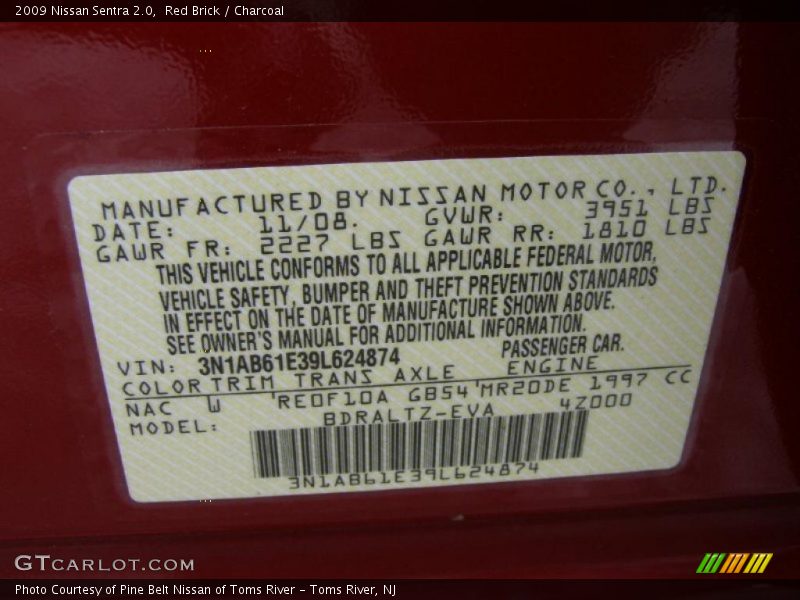 2009 Nissan Sentra 2.0, Red Brick / Charcoal
MANUFACTURED BY NISSAN MOTOR CO., LTD.
DATE: 11/08. GVWR: 3951 LBS
GAWR FR: 2227 LBS GAWR RR: 1810 LBS
THIS VEHICLE CONFORMS TO ALL APPLICABLE FEDERAL MOTOR,
VEHICLE SAFETY, BUMPER AND THEFT PREVENTION STANDARDS
IN EFFECT ON THE DATE OF MANUFACTURE SHOWN ABOVE.
SEE OWNER'S MANUAL FOR ADDITIONAL INFORMATION.
VIN: 3N1AB61E39L624874 PASSENGER CAR.
COLOR TRIM TRANS AXLE ENGINE
NAC W RE0F10A GB54 MR20DE 1997 CC
MODEL: BDRALTZ-EVA 4Z000
3N1AB61E39L624874
GTCARLOT.COM
Photo Courtesy of Pine Belt Nissan of Toms River - Toms River, NJ